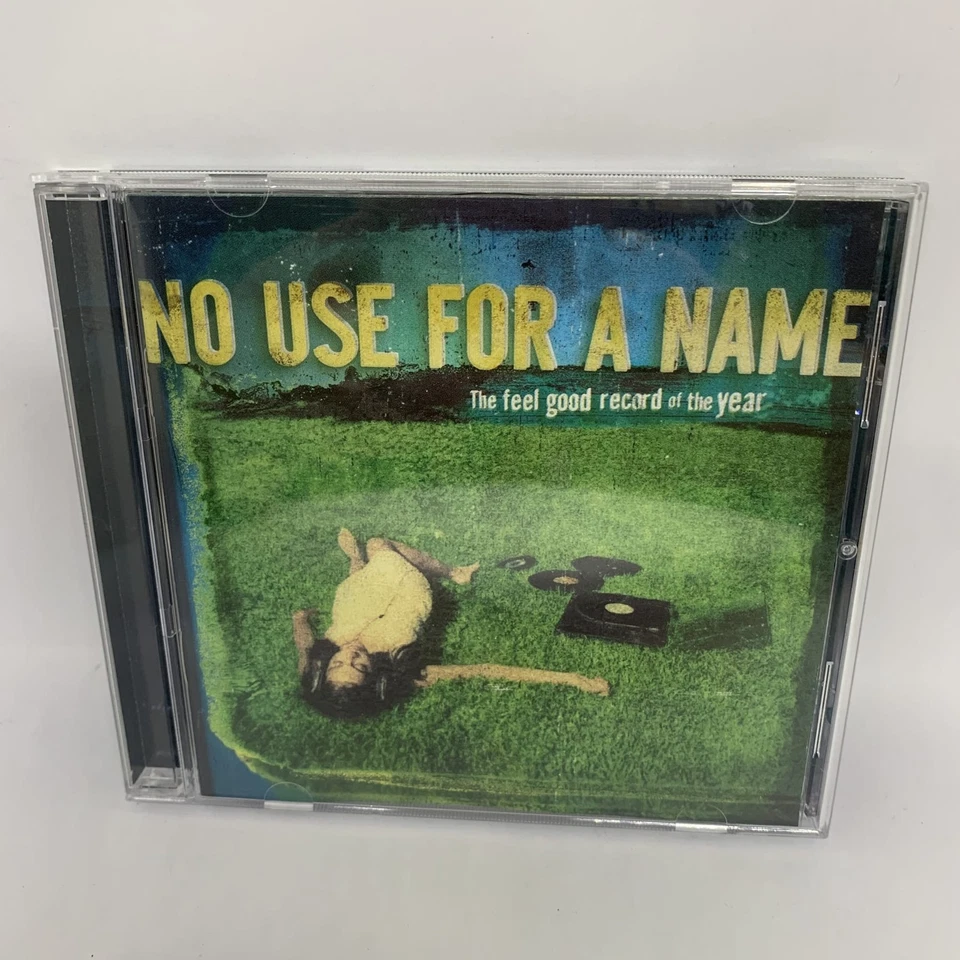 NO USE FOR A NAME
The feel good record of the year